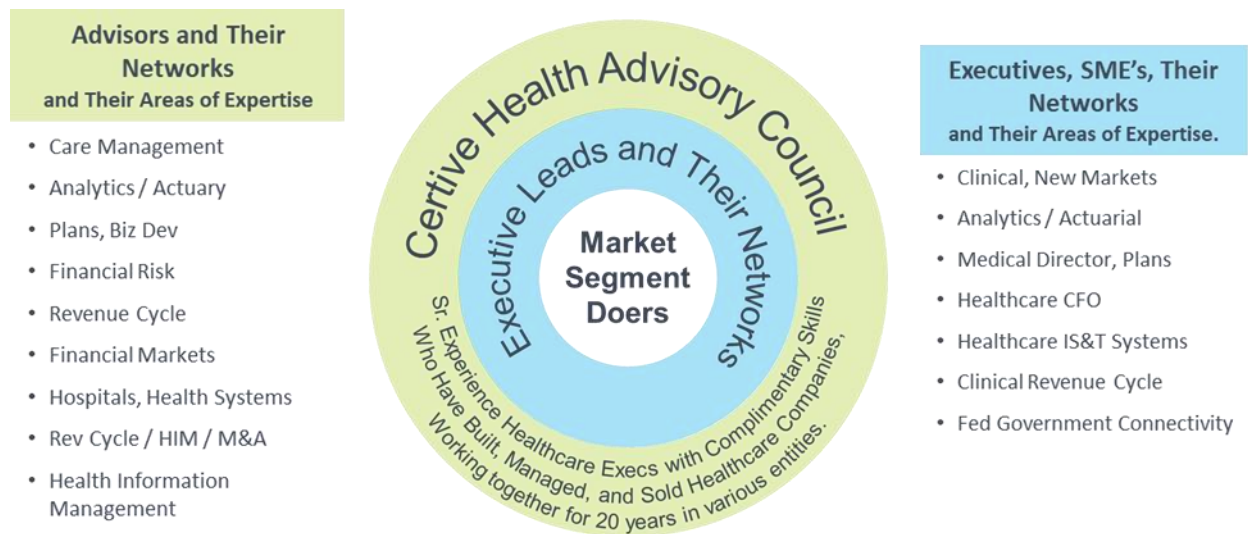 Advisors and Their
Networks
and Their Areas of Expertise
• Care Management
• Analytics / Actuary
• Plans, Biz Dev
• Financial Risk
• Revenue Cycle
• Financial Markets
• Hospitals, Health Systems
• Rev Cycle / HIM / M&A
• Health Information
Management
Certive Health Advisory Council
Executive Leads and Their Networks
Market
Segment
Doers
Sr. Experience Healthcare Execs with Complimentary Skills
Who Have Built, Managed, and Sold Healthcare Companies,
Working together for 20 years in various entities.
Executives, SME's, Their
Networks
and Their Areas of Expertise.
• Clinical, New Markets
• Analytics / Actuarial
• Medical Director, Plans
• Healthcare CFO
• Healthcare IS&T Systems
• Clinical Revenue Cycle
• Fed Government Connectivity